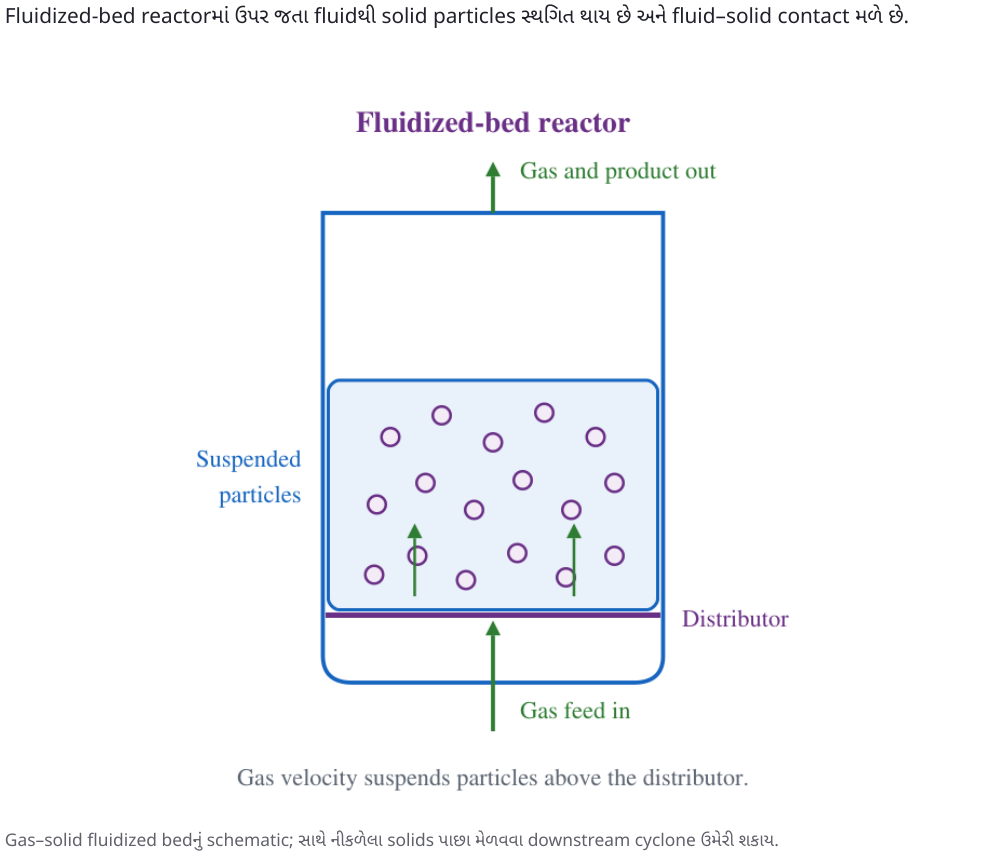 Fluidized-bed reactorમાં ઉપર જતા fluidથી solid particles સ્થગિત થાય છે અને fluid–solid contact મળે છે.
Fluidized-bed reactor
Gas and product out
Suspended
particles
Distributor
Gas feed in
Gas velocity suspends particles above the distributor.
Gas–solid fluidized bedનું schematic; સાથે નીકળેલા solids પાછા મેળવવા downstream cyclone ઉમેરી શકાય.